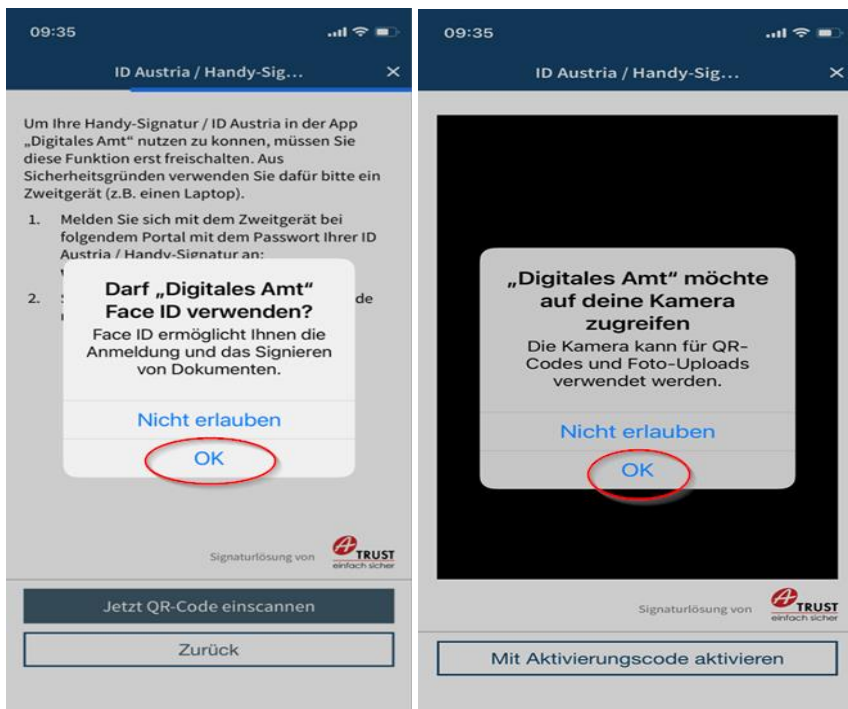 09:35
ID Austria / Handy-Sig...
Um Ihre Handy-Signatur / ID Austria in der App
„Digitales Amt“ nutzen zu konnen, müssen Sie
diese Funktion erst freischalten. Aus
Sicherheitsgründen verwenden Sie dafür bitte ein
Zweitgerät (z.B. einen Laptop).
1. Melden Sie sich mit dem Zweitgerät bei
folgendem Portal mit dem Passwort Ihrer ID
Austria / Handy-Signatur an:
2.
Darf „Digitales Amt“
Face ID verwenden?
Face ID ermöglicht Ihnen die
Anmeldung und das Signieren
von Dokumenten.
Nicht erlauben
OK
Signaturlösung von
A TRUST
einfach sicher
Jetzt QR-Code einscannen
Zurück
09:35
ID Austria / Handy-Sig...
„Digitales Amt“ möchte
auf deine Kamera
zugreifen
Die Kamera kann für QR-
Codes und Foto-Uploads
verwendet werden.
Nicht erlauben
OK
Signaturlösung von
A TRUST
einfach sicher
Mit Aktivierungscode aktivieren